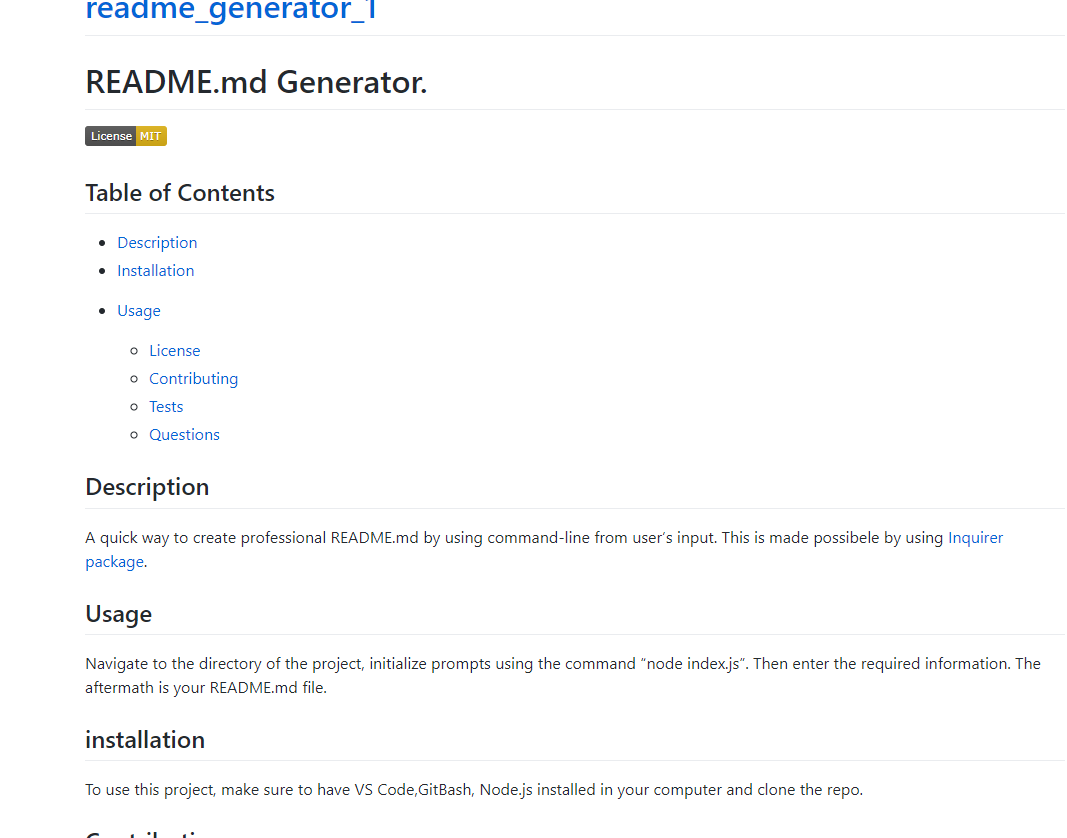 readme_generator_1
README.md Generator.
License MIT
Table of Contents
Description
Installation
Usage
License
Contributing
Tests
Questions
Description
A quick way to create professional README.md by using command-line from user’s input. This is made possibele by using Inquirer
package.
Usage
Navigate to the directory of the project, initialize prompts using the command “node index.js”. Then enter the required information. The
aftermath is your README.md file.
installation
To use this project, make sure to have VS Code,GitBash, Node.js installed in your computer and clone the repo.